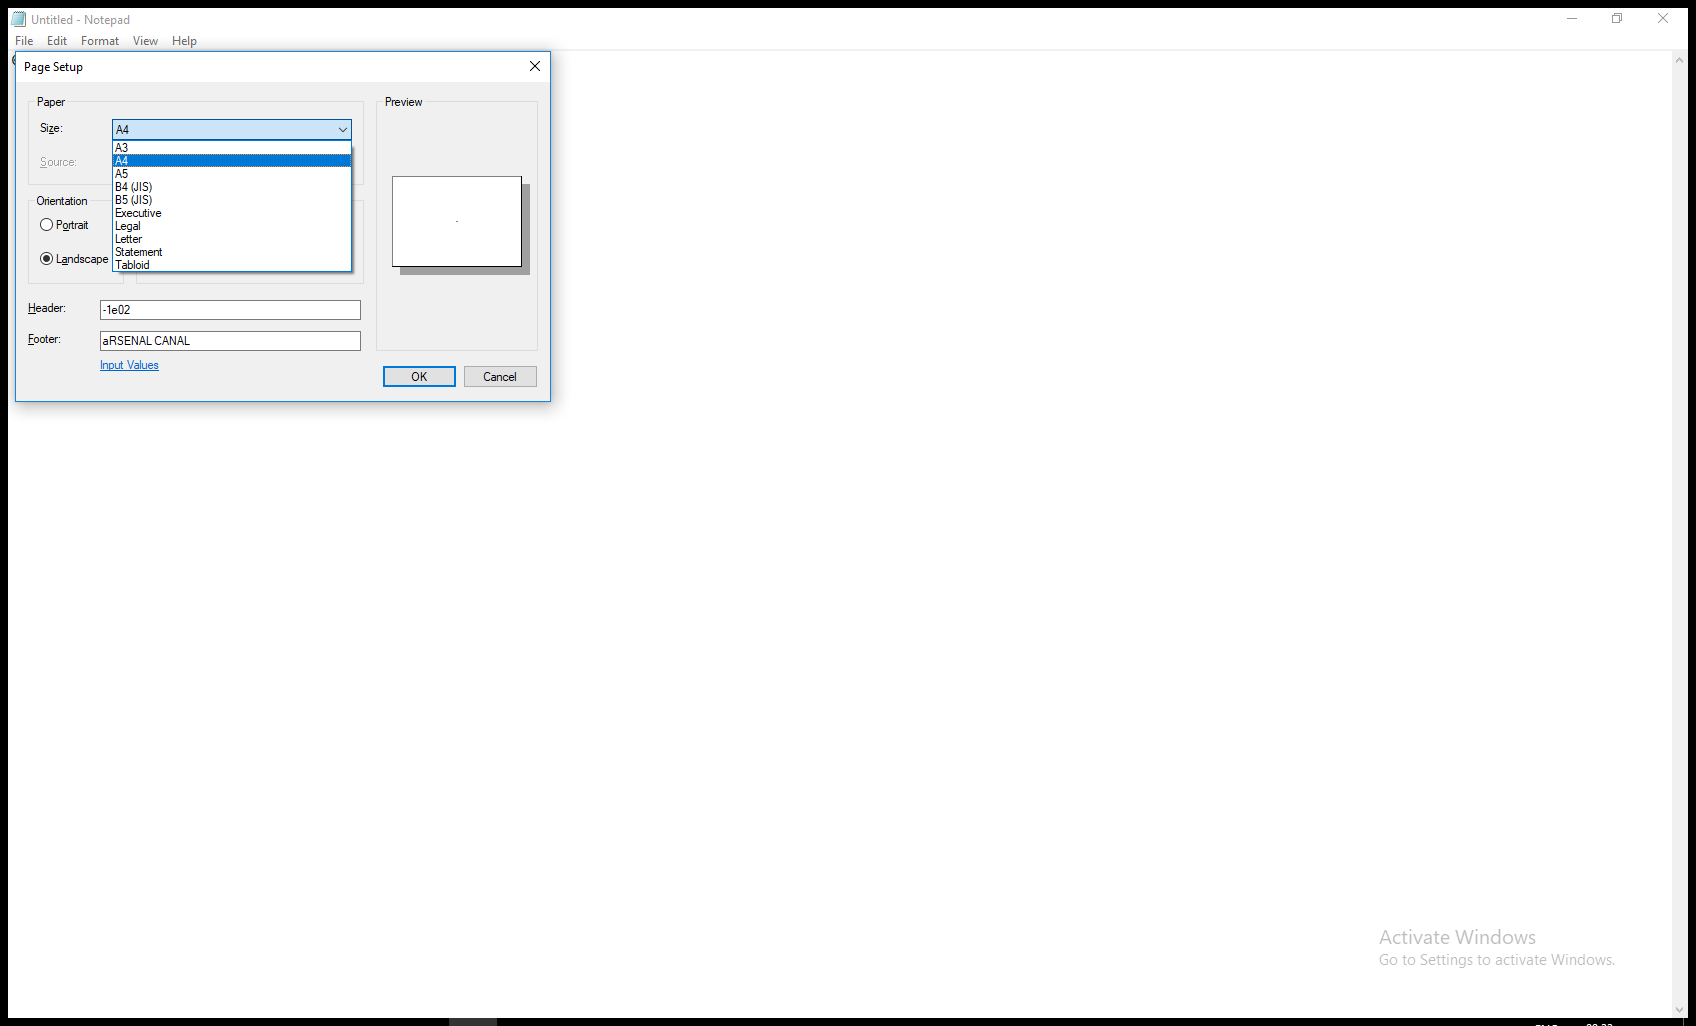 Untitled - Notepad
File Edit Format View Help
Page Setup
Paper
Size:
A4
A3
A4
A5
B4 (JIS)
B5 (JIS)
Executive
Legal
Letter
Statement
Tabloid
Source:
Orientation
Portrait
Landscape
Header:
-1e02
Footer:
aRSENAL CANAL
Input Values
Preview
OK
Cancel
Activate Windows
Go to Settings to activate Windows.